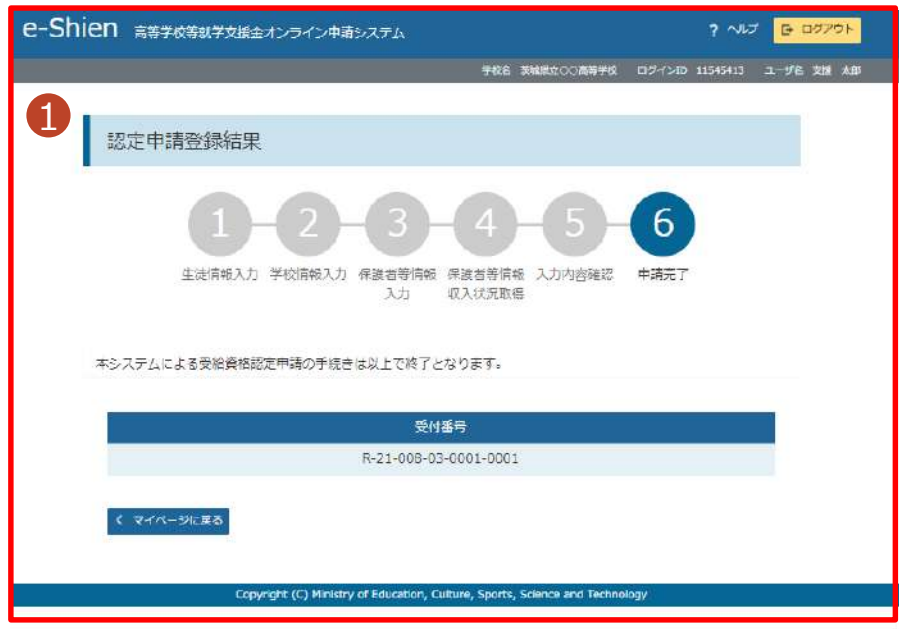 e-Shien 高等学校等就学支援金オンライン申請システム ? ヘルプ ログアウト
学校名 茨城県立〇〇高等学校 ログインID 11545413 ユーザ名 支援 太郎
1
認定申請登録結果
1 2 3 4 5 6
生徒情報入力 学校情報入力 保護者等情報 保護者等情報 入力内容確認 申請完了
入力 収入状況取得
本システムによる受給資格認定申請の手続きは以上で終了となります。
受付番号
R-21-008-03-0001-0001
マイページに戻る
Copyright (C) Ministry of Education, Culture, Sports, Science and Technology